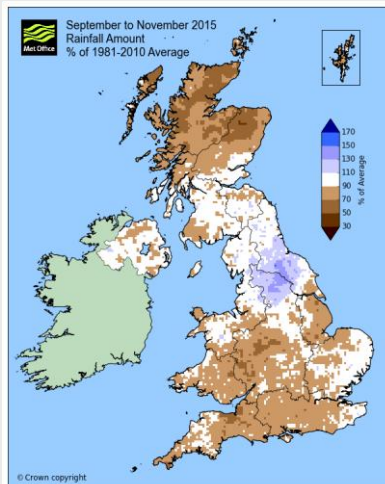 Met Office
September to November 2015
Rainfall Amount
% of 1981-2010 Average
170
150
130
110
90
70
50
30
% of Average
© Crown copyright